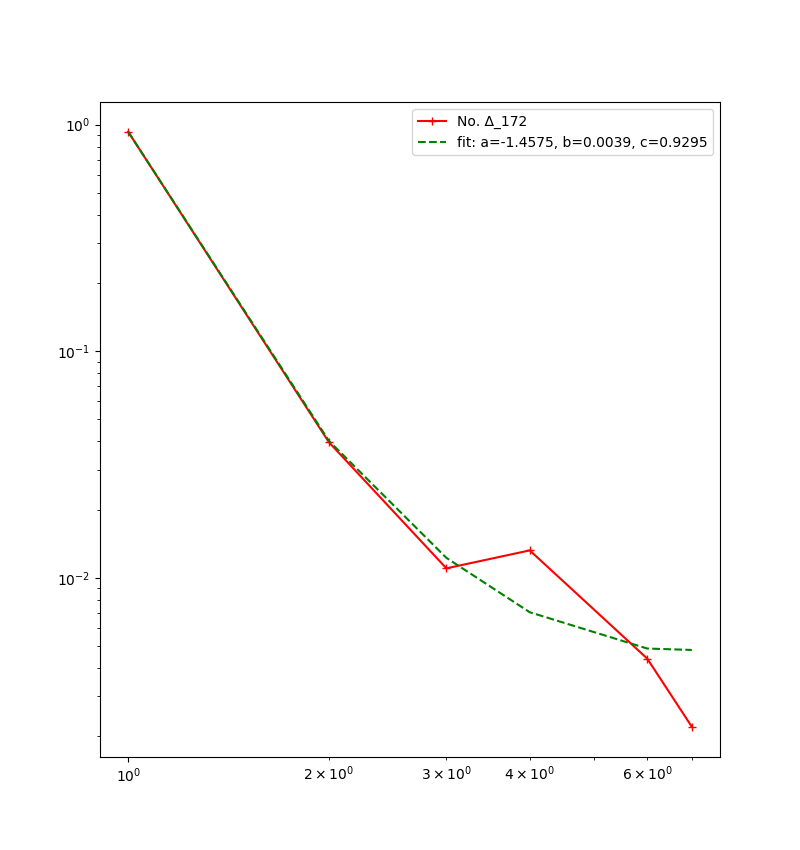 No. Δ_172
fit: a=-1.4575, b=0.0039, c=0.9295
10⁰
10⁻¹
10⁻²
10⁰
2 × 10⁰
3 × 10⁰
4 × 10⁰
6 × 10⁰